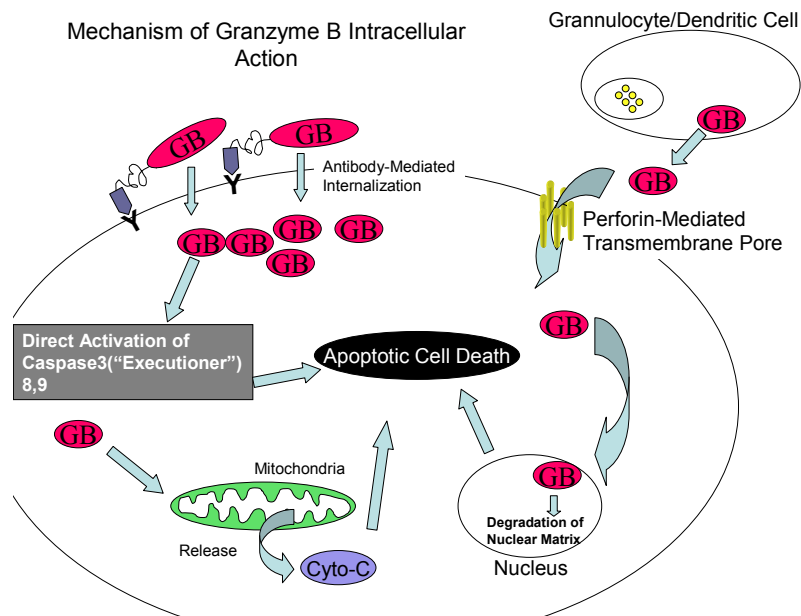 Mechanism of Granzyme B Intracellular
Action
Grannulocyte/Dendritic Cell
GB
GB
GB
GB
Antibody-Mediated
Internalization
Y
Y
Perforin-Mediated
Transmembrane Pore
GB
GB
GB
GB
GB
Direct Activation of
Caspase3("Executioner")
8,9
Apoptotic Cell Death
GB
GB
Mitochondria
Release
Cyto-C
GB
Degradation of
Nuclear Matrix
Nucleus